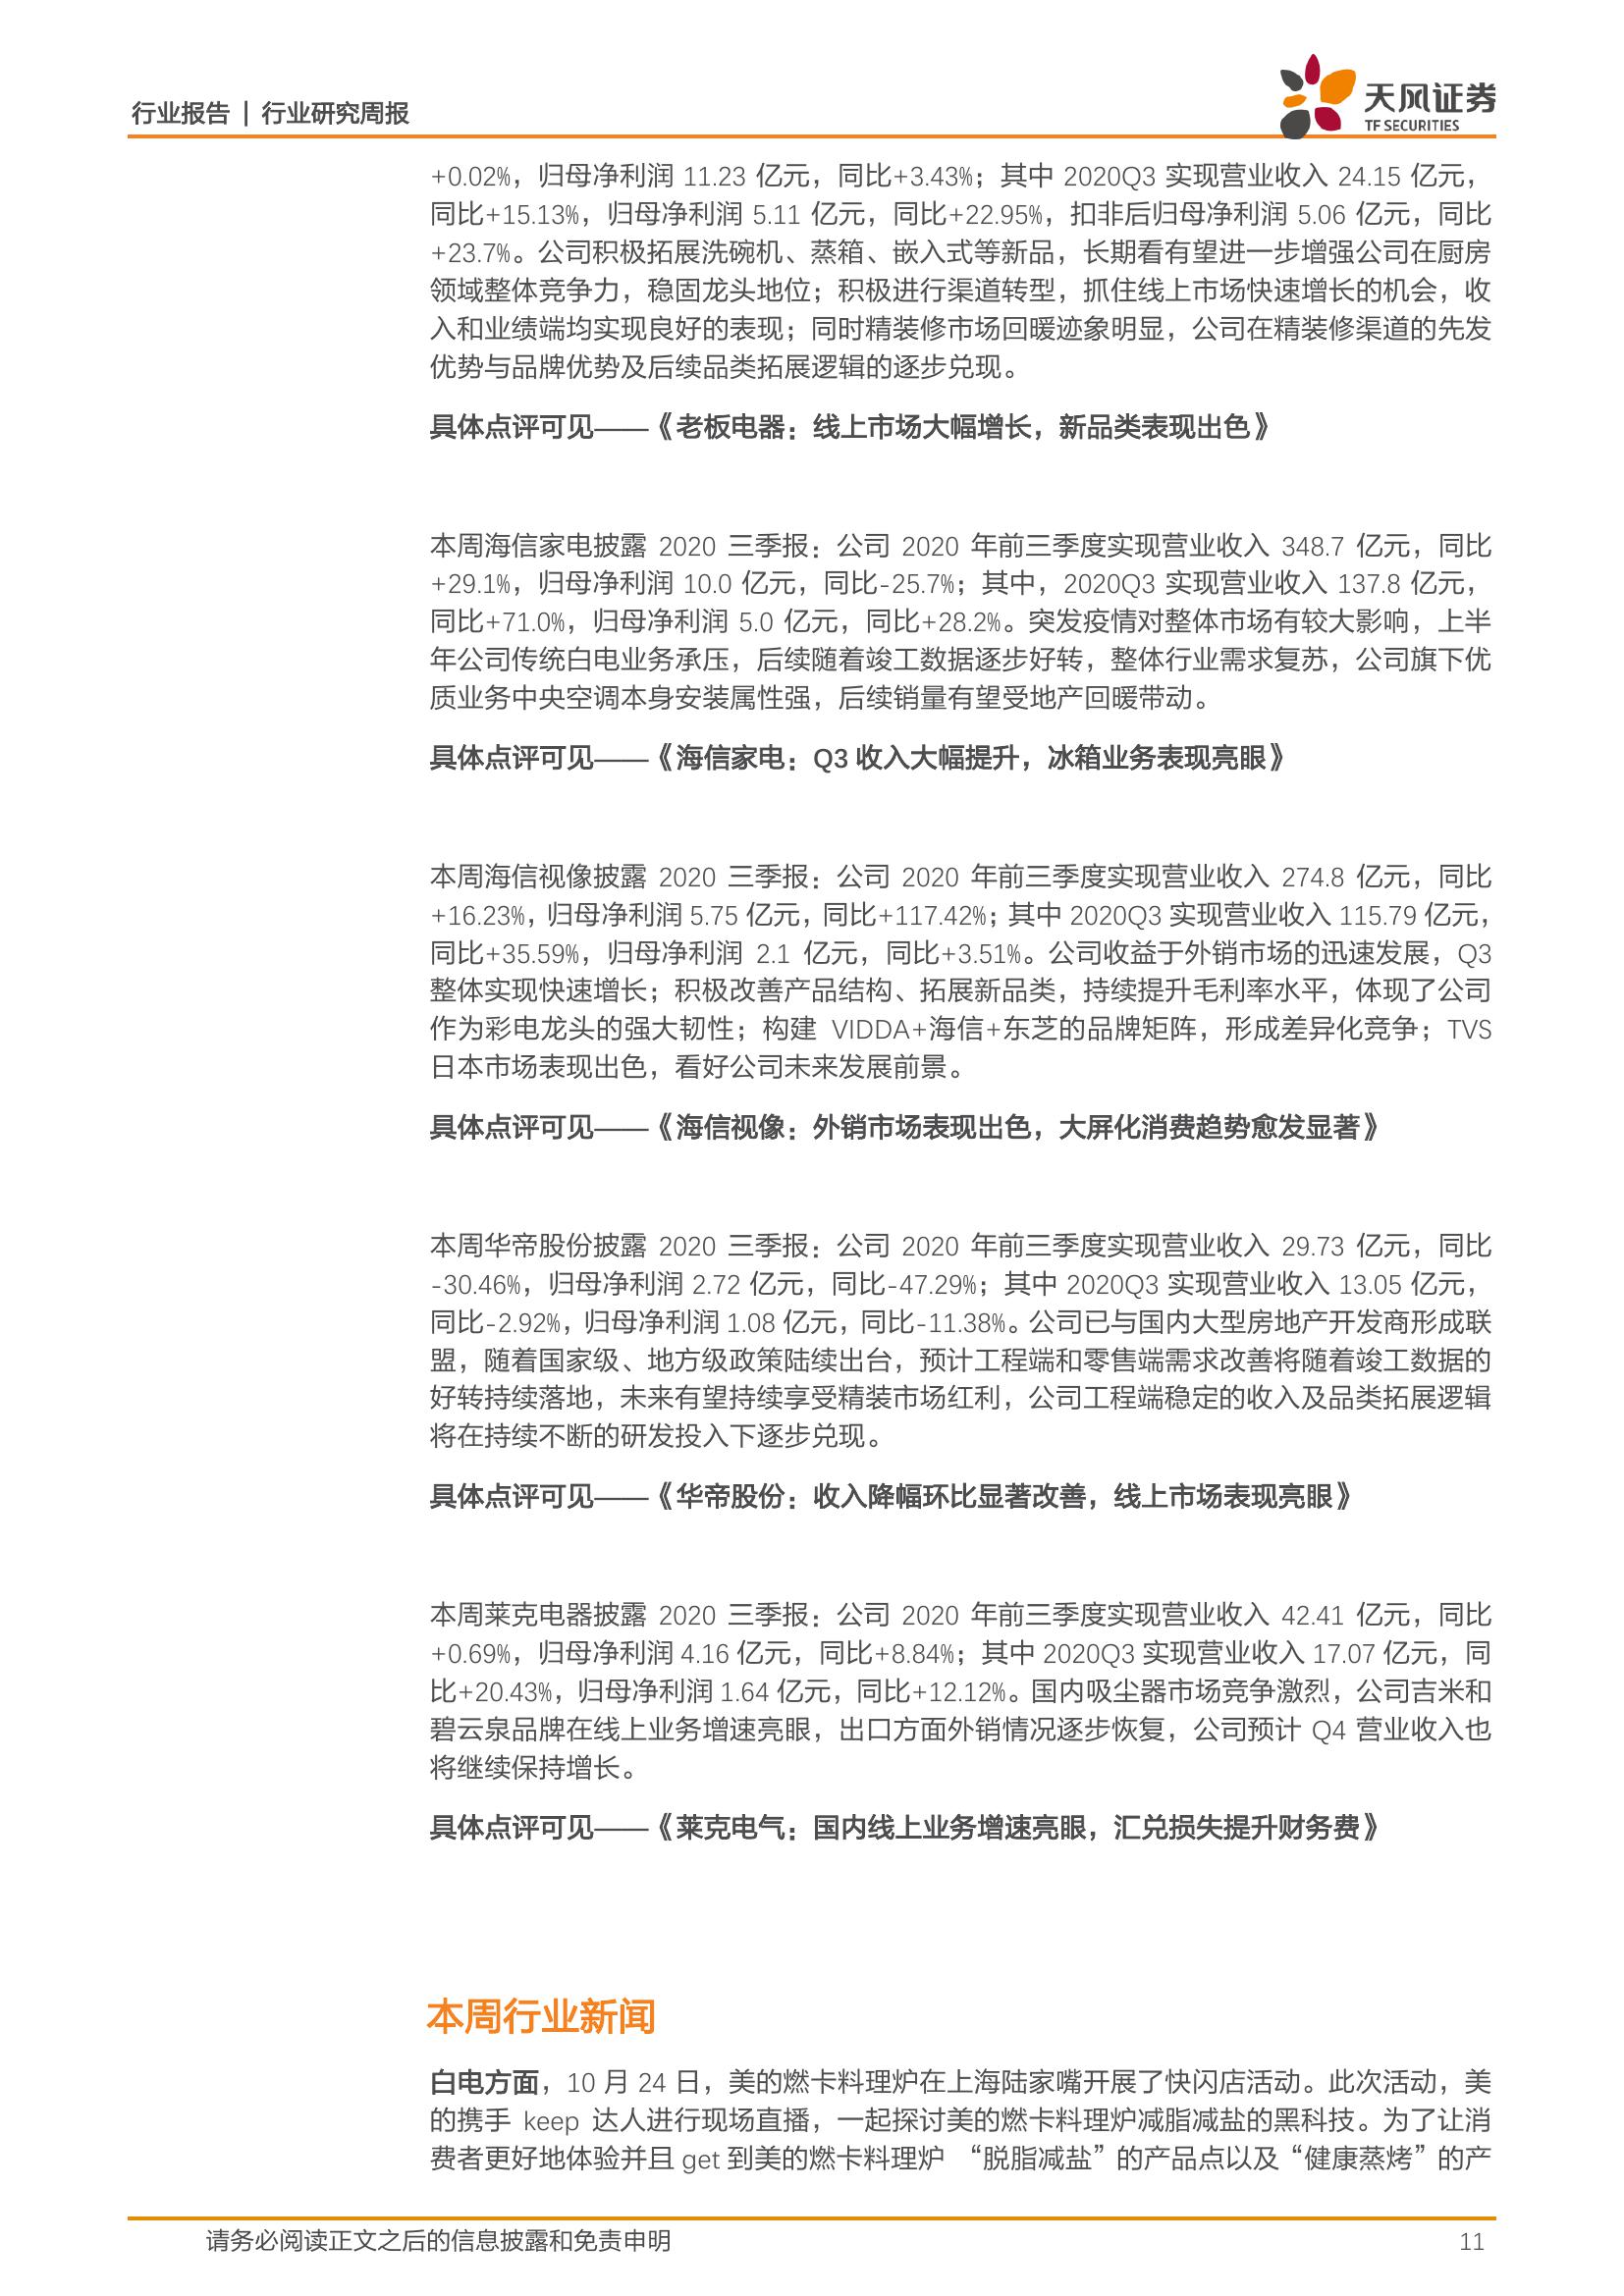 行业报告 | 行业研究周报
天风证券
TF SECURITIES
+0.02%，归母净利润 11.23 亿元，同比+3.43%；其中 2020Q3 实现营业收入 24.15 亿元，
同比+15.13%，归母净利润 5.11 亿元，同比+22.95%，扣非后归母净利润 5.06 亿元，同比
+23.7%。公司积极拓展洗碗机、蒸箱、嵌入式等新品，长期看有望进一步增强公司在厨房
领域整体竞争力，稳固龙头地位；积极进行渠道转型，抓住线上市场快速增长的机会，收
入和业绩端均实现良好的表现；同时精装修市场回暖迹象明显，公司在精装修渠道的先发
优势与品牌优势及后续品类拓展逻辑的逐步兑现。
具体点评可见——《老板电器：线上市场大幅增长，新品类表现出色》
本周海信家电披露 2020 三季报：公司 2020 年前三季度实现营业收入 348.7 亿元，同比
+29.1%，归母净利润 10.0 亿元，同比-25.7%；其中，2020Q3 实现营业收入 137.8 亿元，
同比+71.0%，归母净利润 5.0 亿元，同比+28.2%。突发疫情对整体市场有较大影响，上半
年公司传统白电业务承压，后续随着竣工数据逐步好转，整体行业需求复苏，公司旗下优
质业务中央空调本身安装属性强，后续销量有望受地产回暖带动。
具体点评可见——《海信家电：Q3 收入大幅提升，冰箱业务表现亮眼》
本周海信视像披露 2020 三季报：公司 2020 年前三季度实现营业收入 274.8 亿元，同比
+16.23%，归母净利润 5.75 亿元，同比+117.42%；其中 2020Q3 实现营业收入 115.79 亿元，
同比+35.59%，归母净利润 2.1 亿元，同比+3.51%。公司收益于外销市场的迅速发展，Q3
整体实现快速增长；积极改善产品结构、拓展新品类，持续提升毛利率水平，体现了公司
作为彩电龙头的强大韧性；构建 VIDDA+海信+东芝的品牌矩阵，形成差异化竞争；TVS
日本市场表现出色，看好公司未来发展前景。
具体点评可见——《海信视像：外销市场表现出色，大屏化消费趋势愈发显著》
本周华帝股份披露 2020 三季报：公司 2020 年前三季度实现营业收入 29.73 亿元，同比
-30.46%，归母净利润 2.72 亿元，同比-47.29%；其中 2020Q3 实现营业收入 13.05 亿元，
同比-2.92%，归母净利润 1.08 亿元，同比-11.38%。公司已与国内大型房地产开发商形成联
盟，随着国家级、地方级政策陆续出台，预计工程端和零售端需求改善将随着竣工数据的
好转持续落地，未来有望持续享受精装市场红利，公司工程端稳定的收入及品类拓展逻辑
将在持续不断的研发投入下逐步兑现。
具体点评可见——《华帝股份：收入降幅环比显著改善，线上市场表现亮眼》
本周莱克电器披露 2020 三季报：公司 2020 年前三季度实现营业收入 42.41 亿元，同比
+0.69%，归母净利润 4.16 亿元，同比+8.84%；其中 2020Q3 实现营业收入 17.07 亿元，同
比+20.43%，归母净利润 1.64 亿元，同比+12.12%。国内吸尘器市场竞争激烈，公司吉米和
碧云泉品牌在线上业务增速亮眼，出口方面外销情况逐步恢复，公司预计 Q4 营业收入也
将继续保持增长。
具体点评可见——《莱克电气：国内线上业务增速亮眼，汇兑损失提升财务费》
本周行业新闻
白电方面，10 月 24 日，美的燃卡料理炉在上海陆家嘴开展了快闪店活动。此次活动，美
的携手 keep 达人进行现场直播，一起探讨美的燃卡料理炉减脂减盐的黑科技。为了让消
费者更好地体验并且 get 到美的燃卡料理炉 “脱脂减盐”的产品点以及“健康蒸烤”的产
请务必阅读正文之后的信息披露和免责申明
11